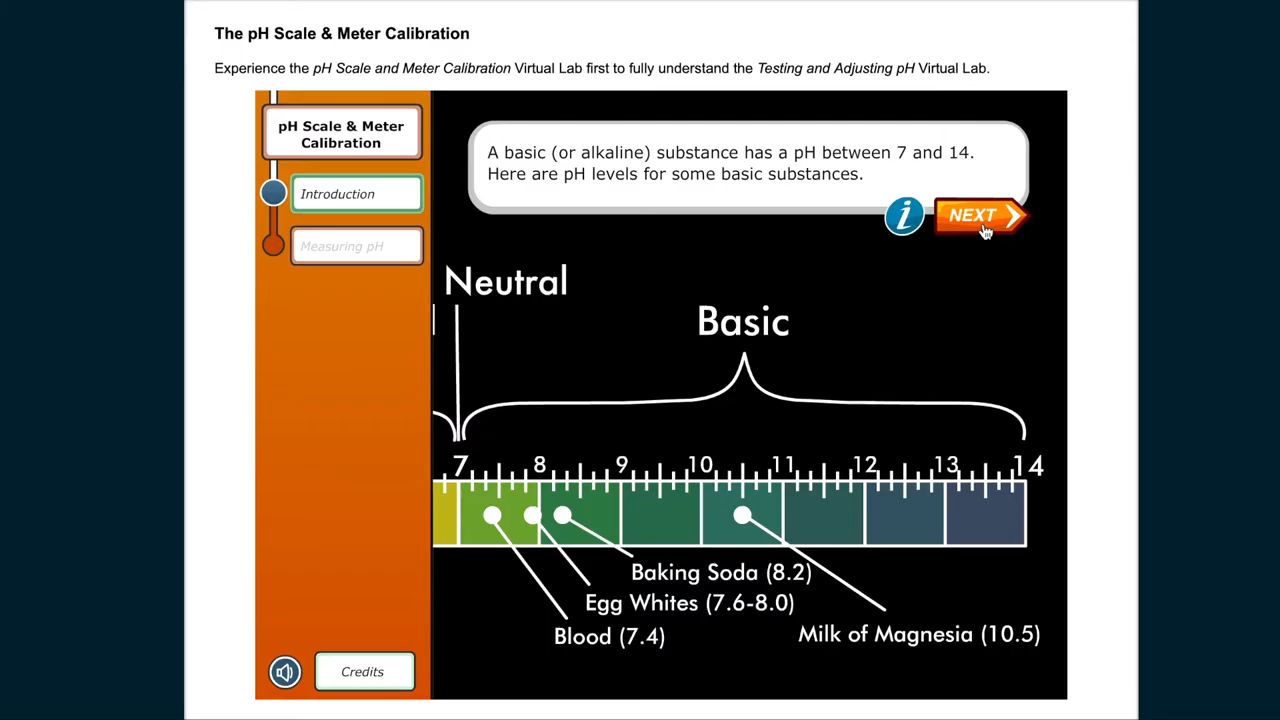 The pH Scale & Meter Calibration
Experience the pH Scale and Meter Calibration Virtual Lab first to fully understand the Testing and Adjusting pH Virtual Lab.
pH Scale & Meter
Calibration
Introduction
Measuring pH
A basic (or alkaline) substance has a pH between 7 and 14.
Here are pH levels for some basic substances.
i
NEXT
Neutral
Basic
7 8 9 10 11 12 13 14
Baking Soda (8.2)
Egg Whites (7.6-8.0)
Blood (7.4)
Milk of Magnesia (10.5)
Credits